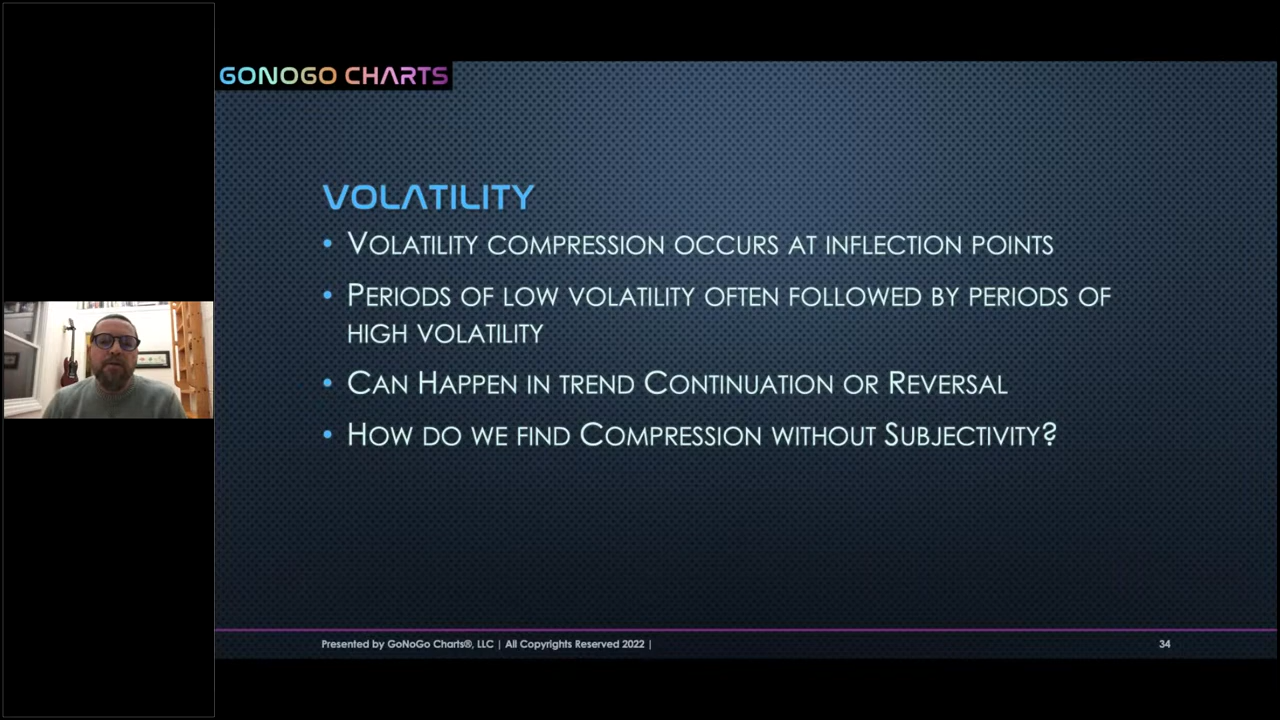 GONOGO CHARTS
VOLATILITY
• VOLATILITY COMPRESSION OCCURS AT INFLECTION POINTS
• PERIODS OF LOW VOLATILITY OFTEN FOLLOWED BY PERIODS OF
HIGH VOLATILITY
• CAN HAPPEN IN TREND CONTINUATION OR REVERSAL
• HOW DO WE FIND COMPRESSION WITHOUT SUBJECTIVITY?
Presented by GoNoGo Charts®, LLC | All Copyrights Reserved 2022 |
34